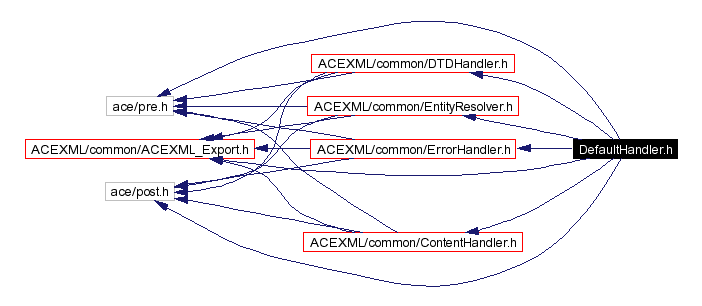 ACEXML/common/DTDHandler.h
ace/pre.h
ACEXML/common/EntityResolver.h
ACEXML/common/ACEXML_Export.h
ACEXML/common/ErrorHandler.h
DefaultHandler.h
ace/post.h
ACEXML/common/ContentHandler.h